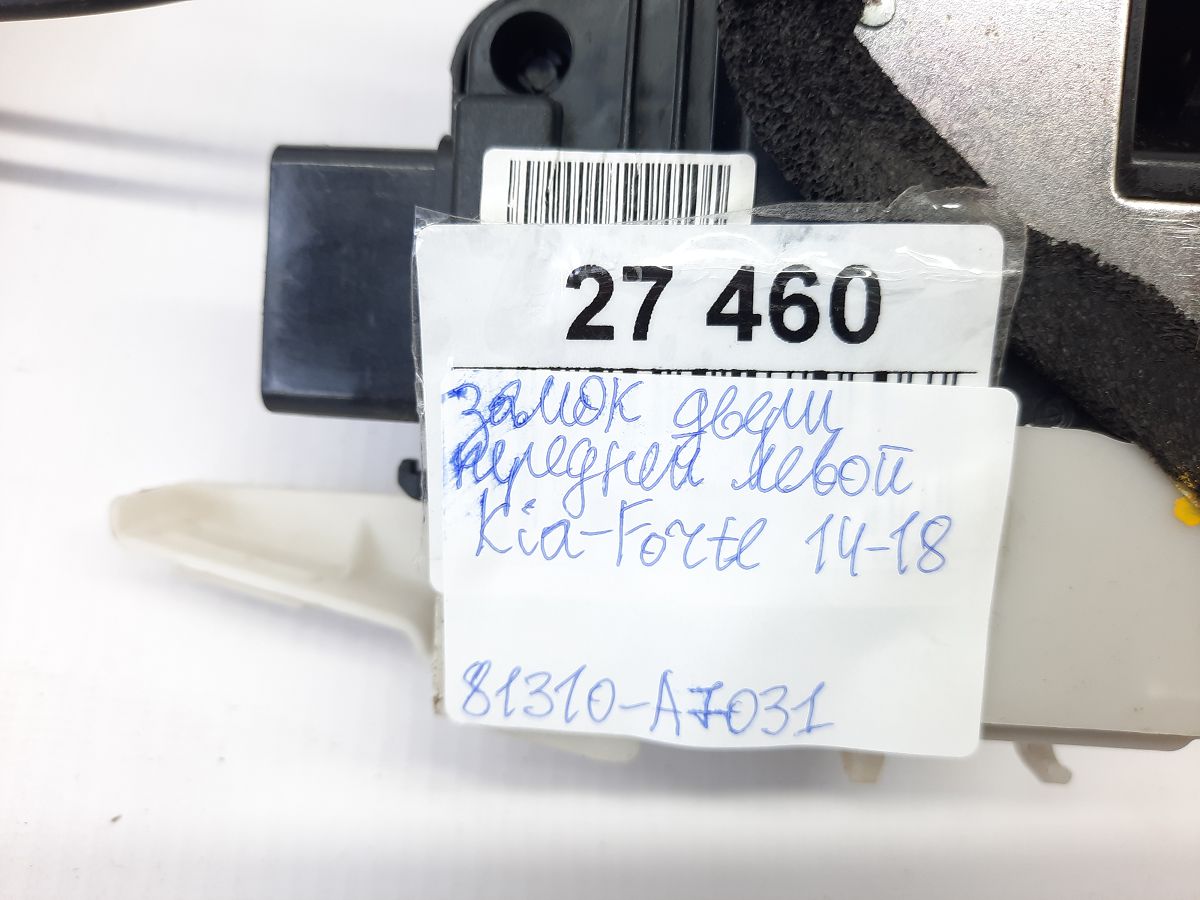 27 460
замок двери
передней левой
Kia-Forte 14-18
81310-A7031